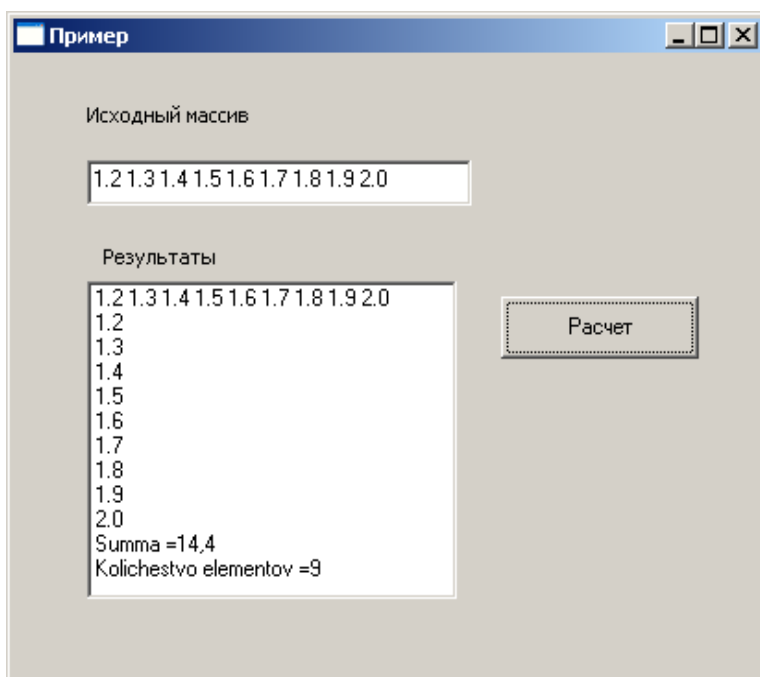 Пример
Исходный массив
1.2 1.3 1.4 1.5 1.6 1.7 1.8 1.9 2.0
Результаты
1.2 1.3 1.4 1.5 1.6 1.7 1.8 1.9 2.0
1.2
1.3
1.4
1.5
1.6
1.7
1.8
1.9
2.0
Summa =14,4
Kolichestvo elementov =9
Расчет